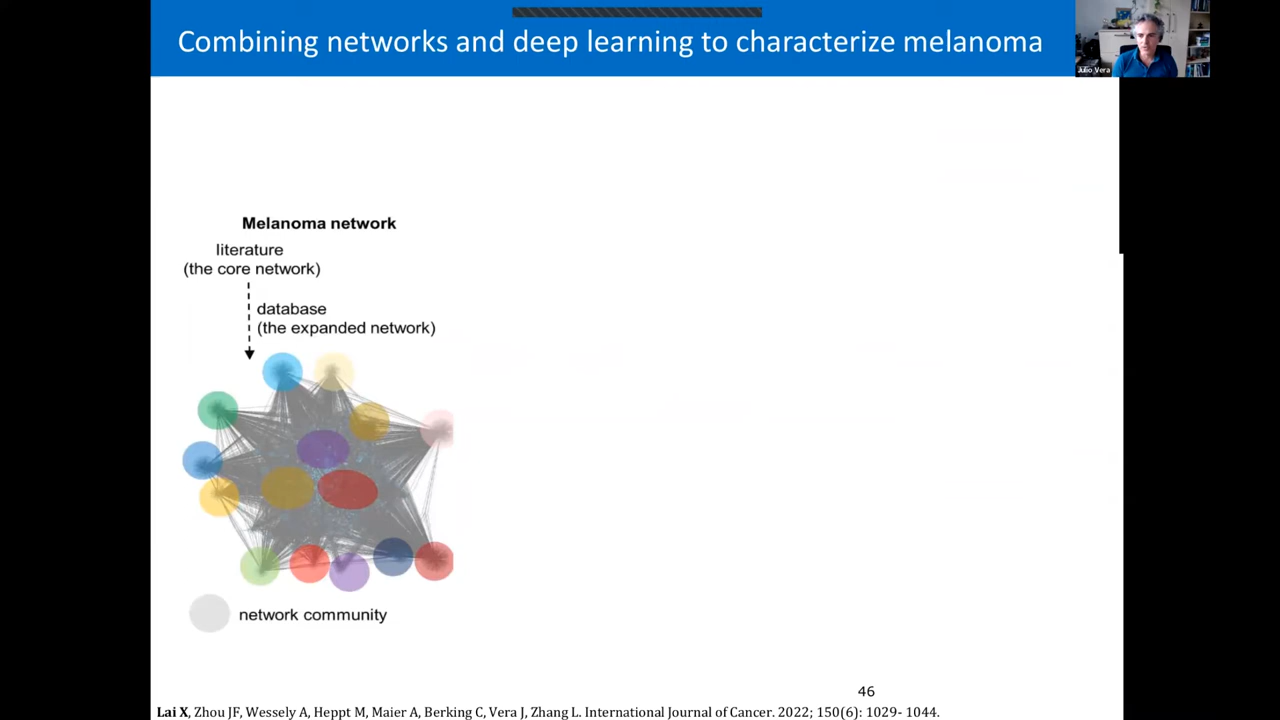 Combining networks and deep learning to characterize melanoma
Julio Vera
Melanoma network
literature
(the core network)
database
(the expanded network)
network community
46
Lai X, Zhou JF, Wessely A, Heppt M, Maier A, Berking C, Vera J, Zhang L. International Journal of Cancer. 2022; 150(6): 1029- 1044.